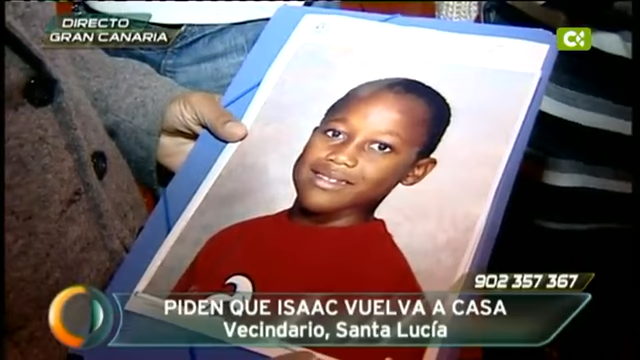 DIRECTO
GRAN CANARIA
902 357 367
PIDEN QUE ISAAC VUELVA A CASA
Vecindario, Santa Lucía